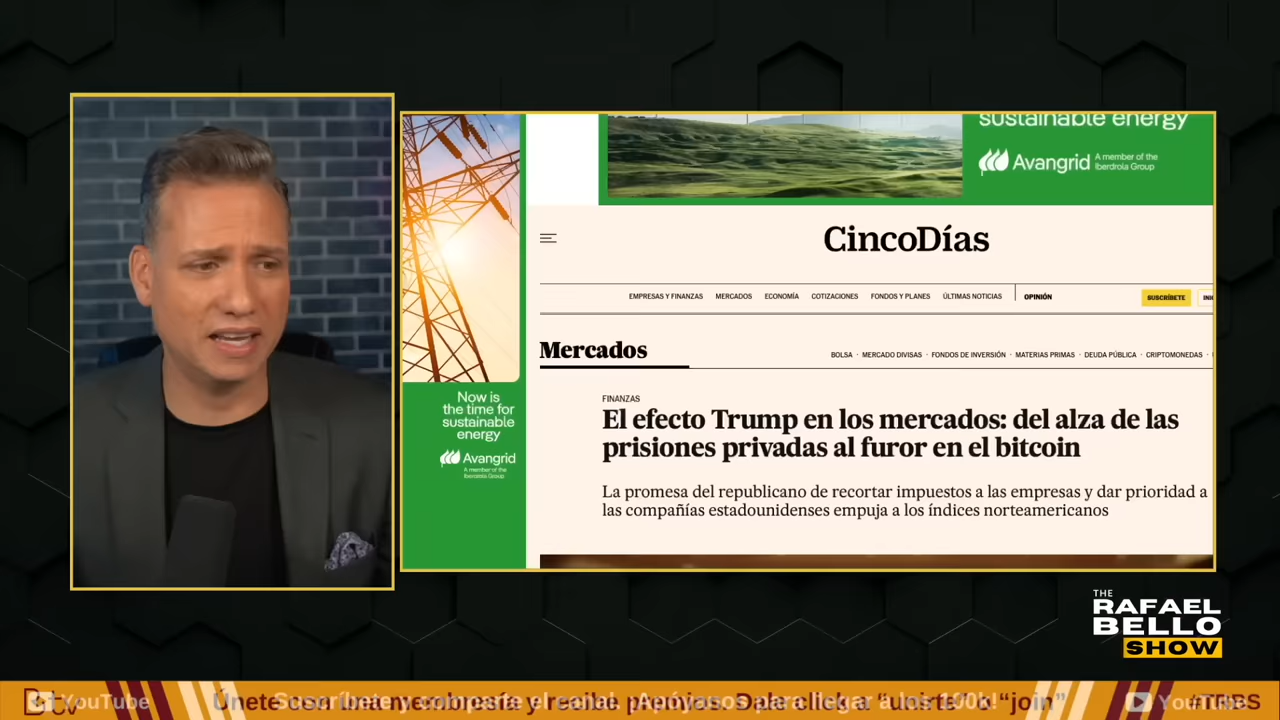 sustainable energy
Avangrid
A member of the
Iberdrola Group
CincoDías
EMPRESAS Y FINANZAS MERCADOS ECONOMÍA COTIZACIONES FONDOS Y PLANES ÚLTIMAS NOTICIAS OPINIÓN SUSCRÍBETE
Mercados
BOLSA · MERCADO DIVISAS · FONDOS DE INVERSIÓN · MATERIAS PRIMAS · DEUDA PÚBLICA · CRIPTOMONEDAS ·
Now is
the time for
sustainable
energy
Avangrid
A member of the
Iberdrola Group
FINANZAS
El efecto Trump en los mercados: del alza de las
prisiones privadas al furor en el bitcoin
La promesa del republicano de recortar impuestos a las empresas y dar prioridad a
las compañías estadounidenses empuja a los índices norteamericanos
THE
RAFAEL
BELLO
SHOW
YouTube
#TRBS